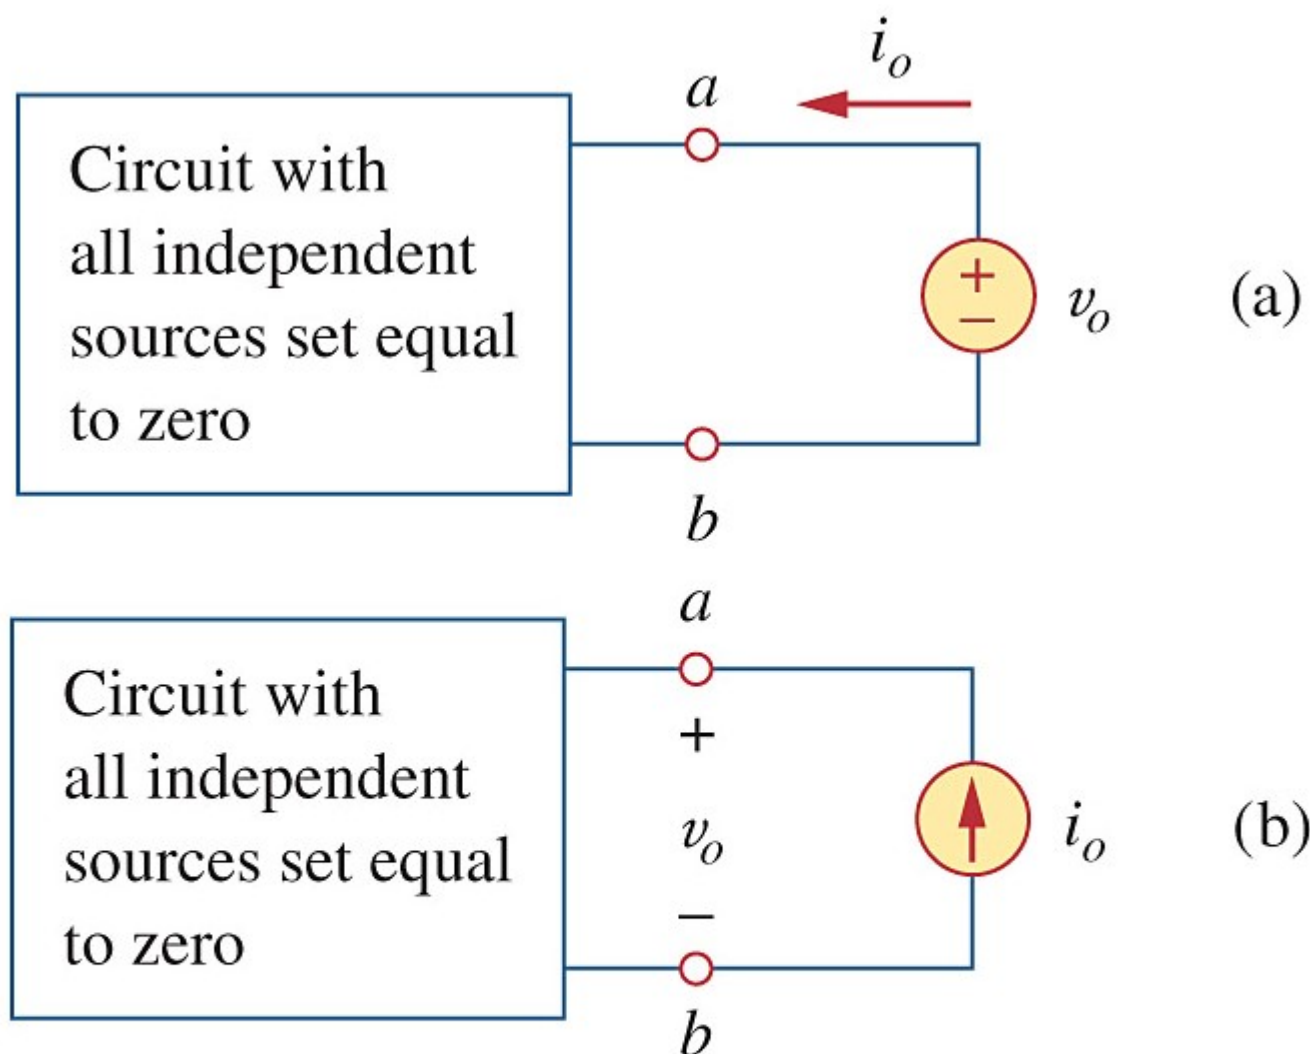 i_o
a
Circuit with
all independent
sources set equal
to zero
+
−
v_o
(a)
b
a
Circuit with
all independent
sources set equal
to zero
+
v_o
−
i_o
(b)
b